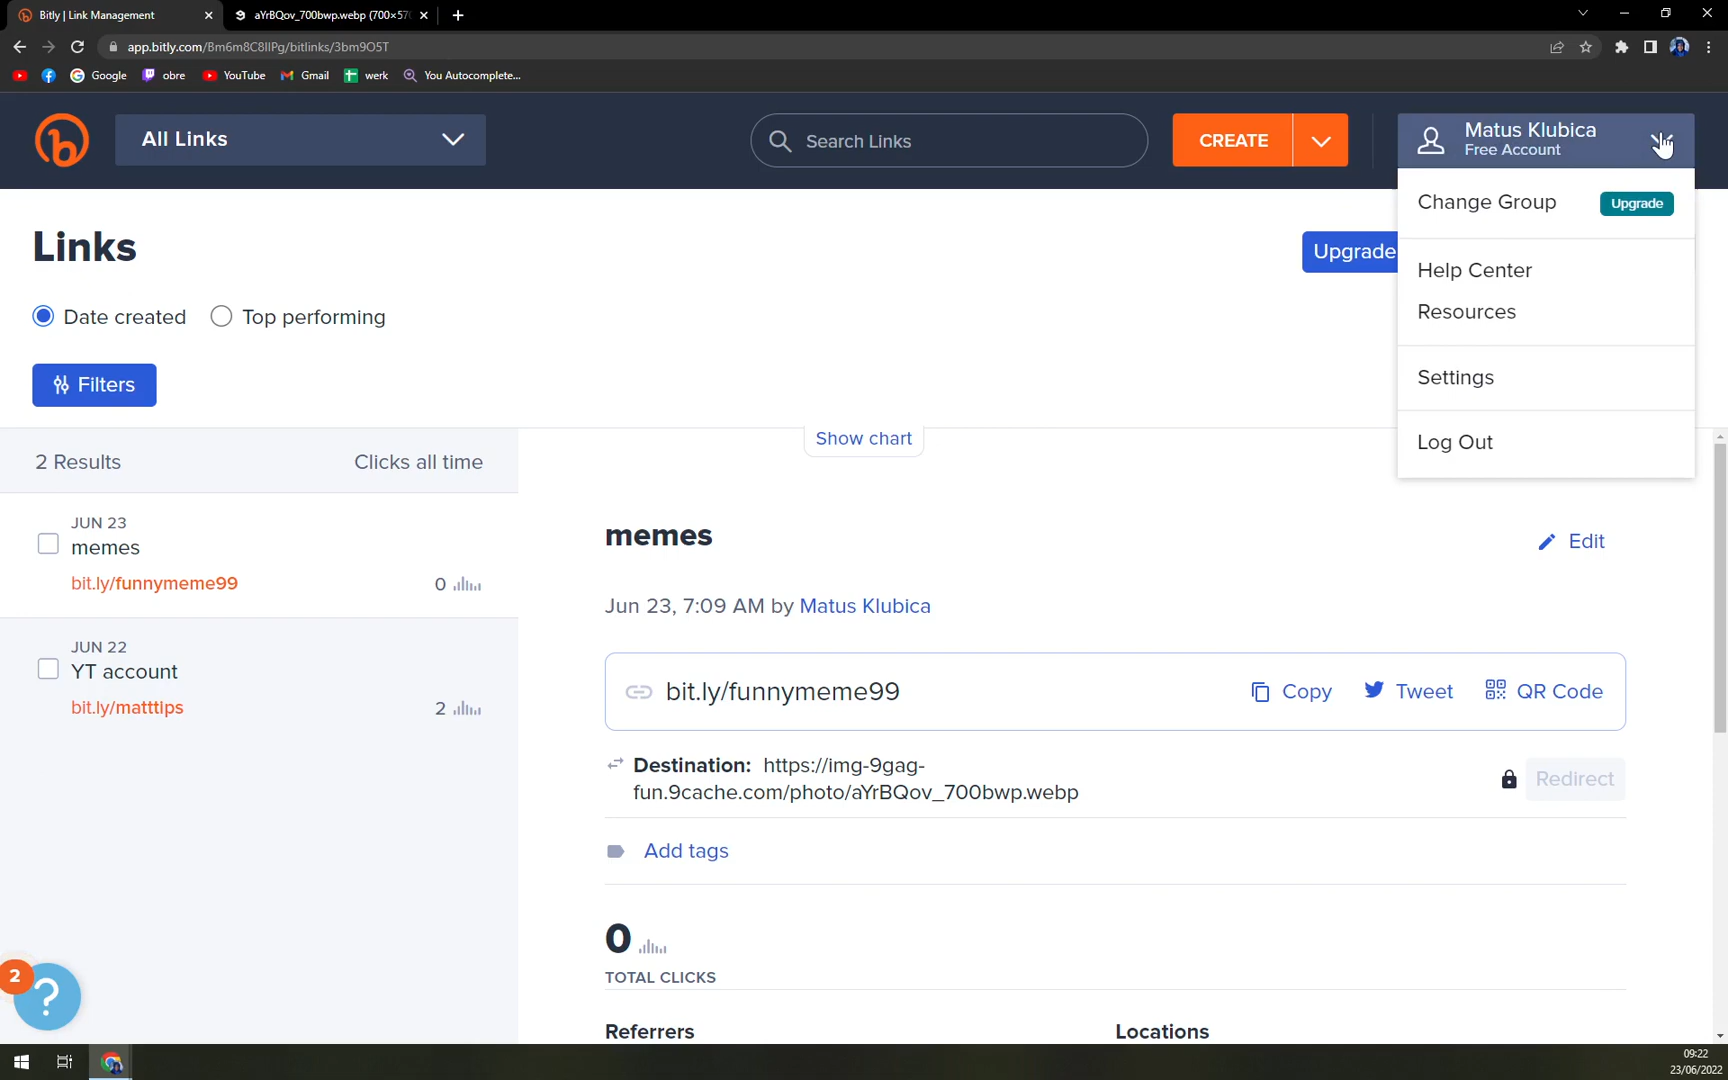 Bitly | Link Management
aYrBQov_700bwp.webp (700×57
app.bitly.com/Bm6m8C8lIPg/bitlinks/3bm9O5T
Google
obre
YouTube
Gmail
werk
You Autocomplete...
All Links
Search Links
CREATE
Matus Klubica
Free Account
Change Group
Upgrade
Help Center
Resources
Settings
Log Out
Links
Upgrade
Date created
Top performing
Filters
Show chart
2 Results
Clicks all time
JUN 23
memes
bit.ly/funnymeme99
0
JUN 22
YT account
bit.ly/matttips
2
memes
Edit
Jun 23, 7:09 AM by Matus Klubica
bit.ly/funnymeme99
Copy
Tweet
QR Code
Destination: https://img-9gag-
fun.9cache.com/photo/aYrBQov_700bwp.webp
Redirect
Add tags
0
TOTAL CLICKS
Referrers
Locations
2
?
09:22
23/06/2022